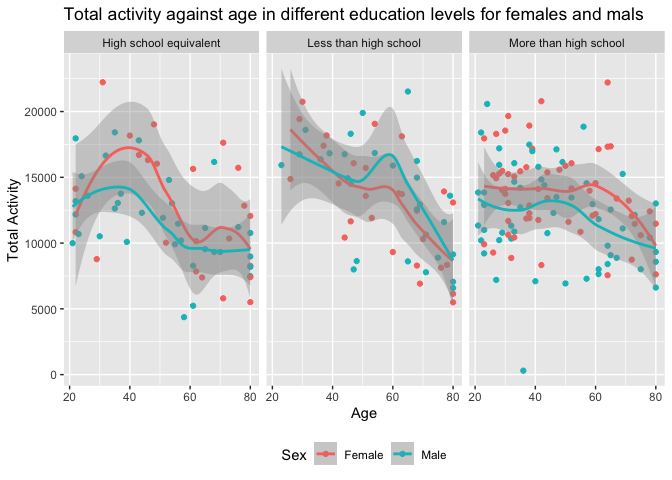 Total activity against age in different education levels for females and mals
High school equivalent Less than high school More than high school
Total Activity
20000
15000
10000
5000
0
20 40 60 80 20 40 60 80 20 40 60 80
Age
Sex Female Male